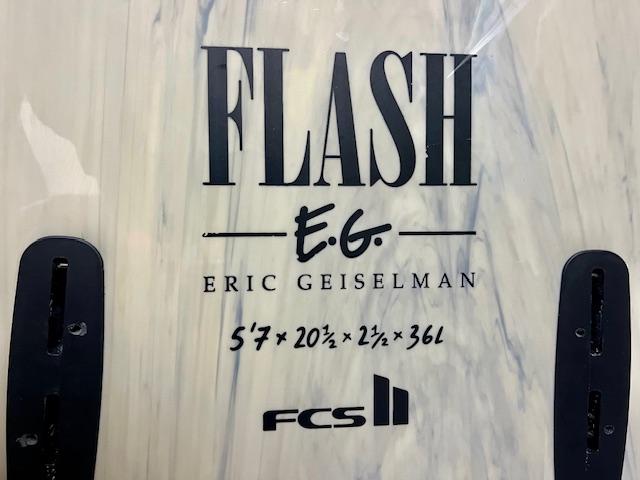 FLASH
E.G.
ERIC GEISELMAN
5'7 × 20½ × 2½ × 36L
FCS II